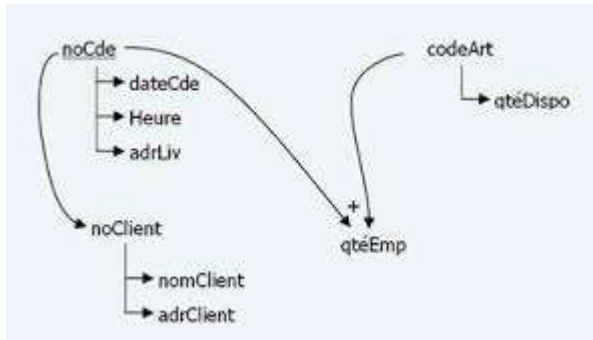 noCde
codeArt
dateCde
qtéDispo
Heure
adrLiv
+
noClient
qtéEmp
nomClient
adrClient